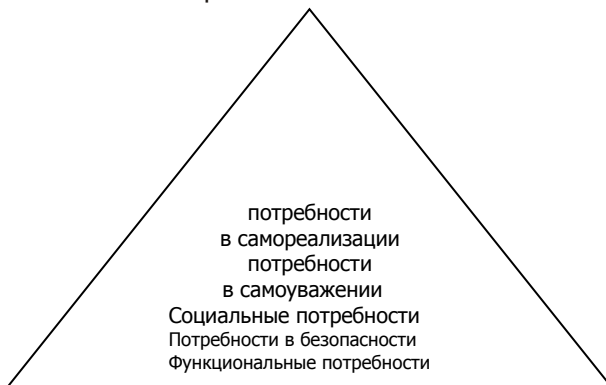 потребности
в самореализации
потребности
в самоуважении
Социальные потребности
Потребности в безопасности
Функциональные потребности